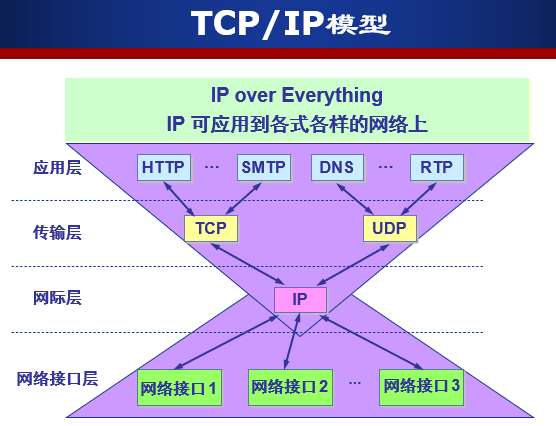 TCP/IP模型
IP over Everything
IP 可应用到各式各样的网络上
应用层
HTTP ··· SMTP DNS ··· RTP
传输层
TCP UDP
网际层
IP
网络接口层
网络接口1 网络接口2 ··· 网络接口3